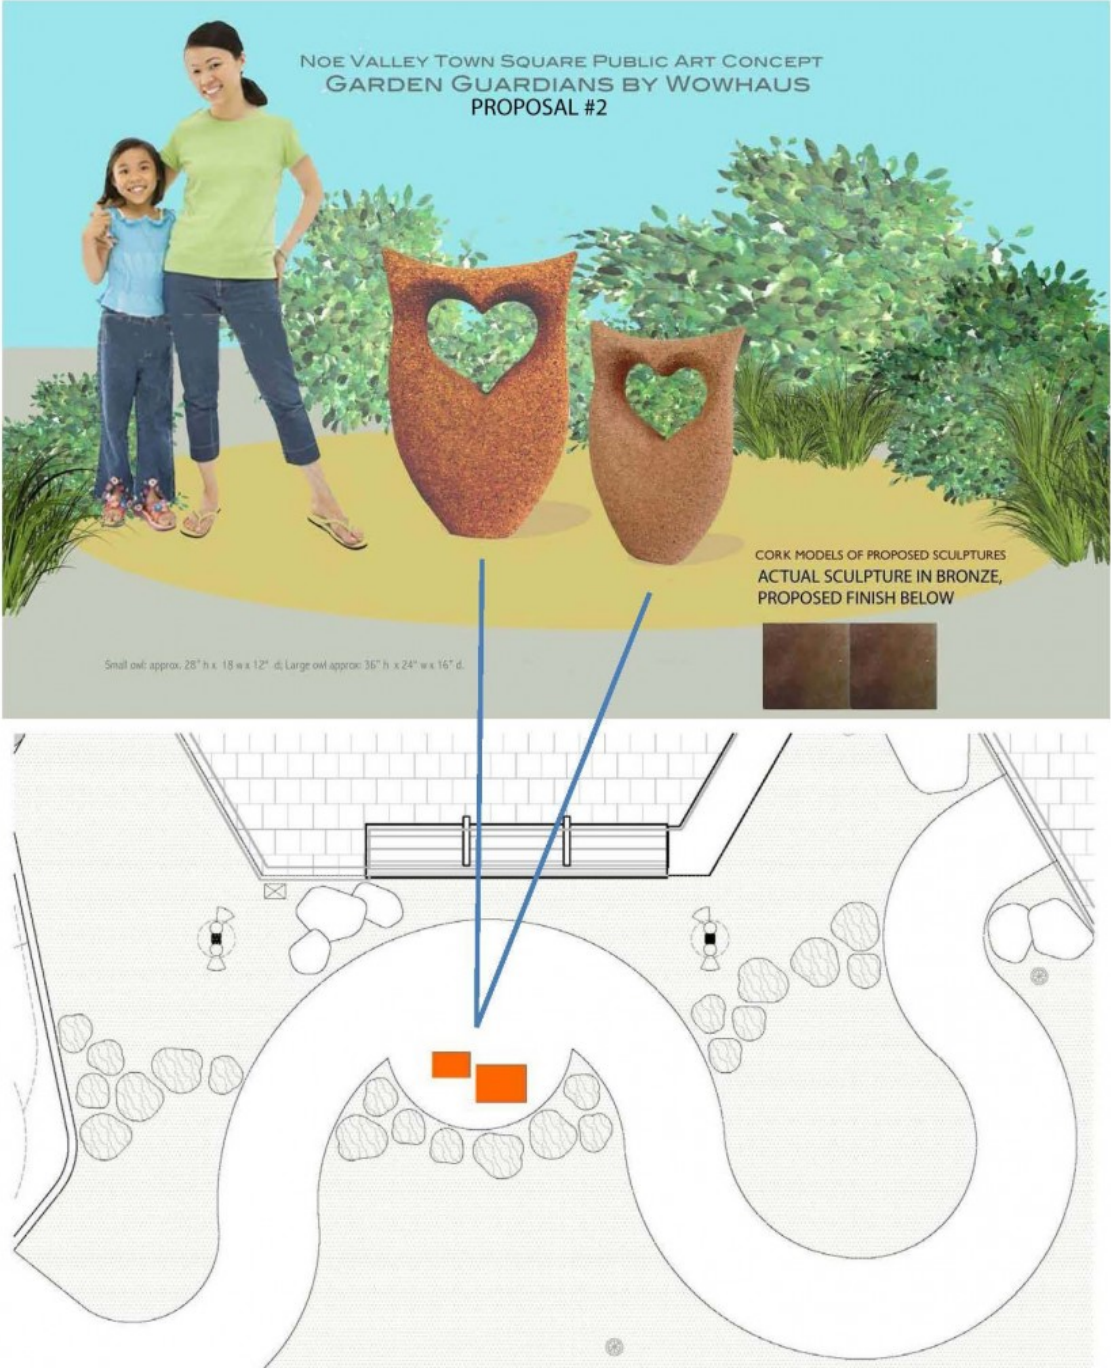 NOE VALLEY TOWN SQUARE PUBLIC ART CONCEPT
GARDEN GUARDIANS BY WOWHAUS
PROPOSAL #2
CORK MODELS OF PROPOSED SCULPTURES
ACTUAL SCULPTURE IN BRONZE,
PROPOSED FINISH BELOW
Small owl: approx. 28" h x 18 w x 12" d; Large owl approx: 36" h x 24" w x 16" d.